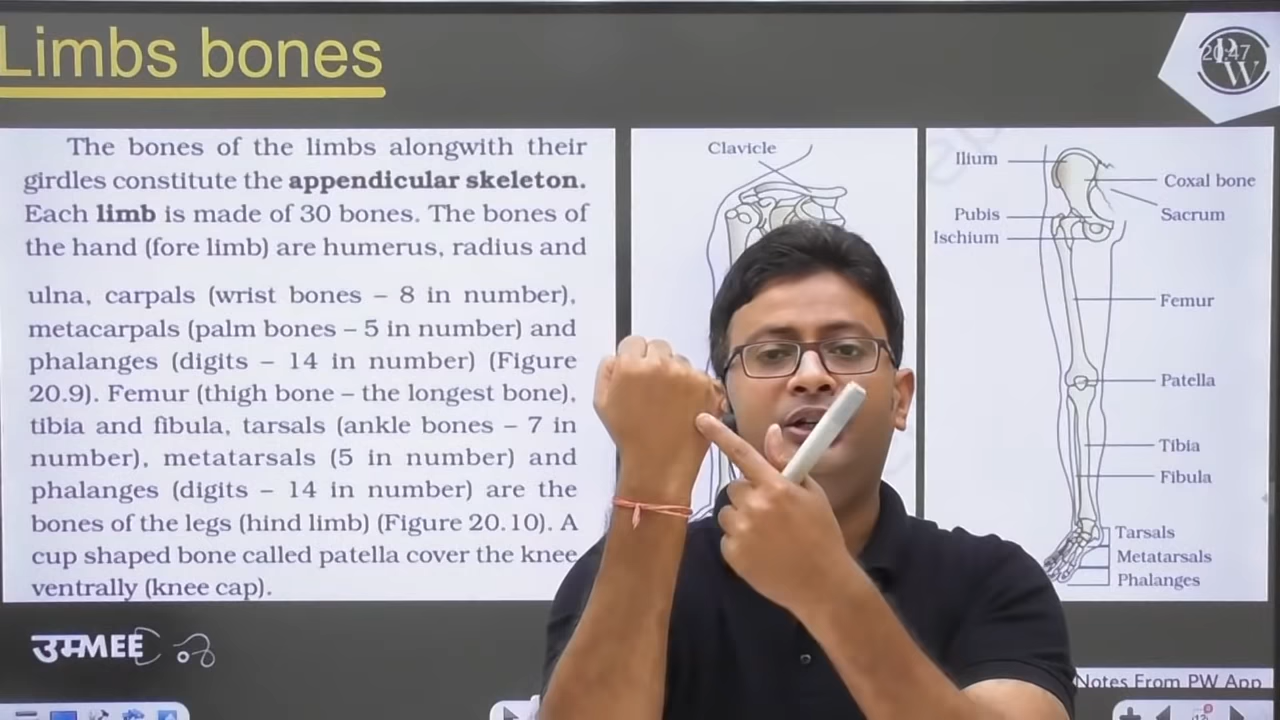 Limbs bones
20:47
PW
The bones of the limbs alongwith their
girdles constitute the appendicular skeleton.
Each limb is made of 30 bones. The bones of
the hand (fore limb) are humerus, radius and
ulna, carpals (wrist bones – 8 in number),
metacarpals (palm bones – 5 in number) and
phalanges (digits – 14 in number) (Figure
20.9). Femur (thigh bone – the longest bone),
tibia and fibula, tarsals (ankle bones – 7 in
number), metatarsals (5 in number) and
phalanges (digits – 14 in number) are the
bones of the legs (hind limb) (Figure 20.10). A
cup shaped bone called patella cover the knee
ventrally (knee cap).
Clavicle
Ilium
Coxal bone
Sacrum
Pubis
Ischium
Femur
Patella
Tibia
Fibula
Tarsals
Metatarsals
Phalanges
उम्मMEE
Notes From PW App